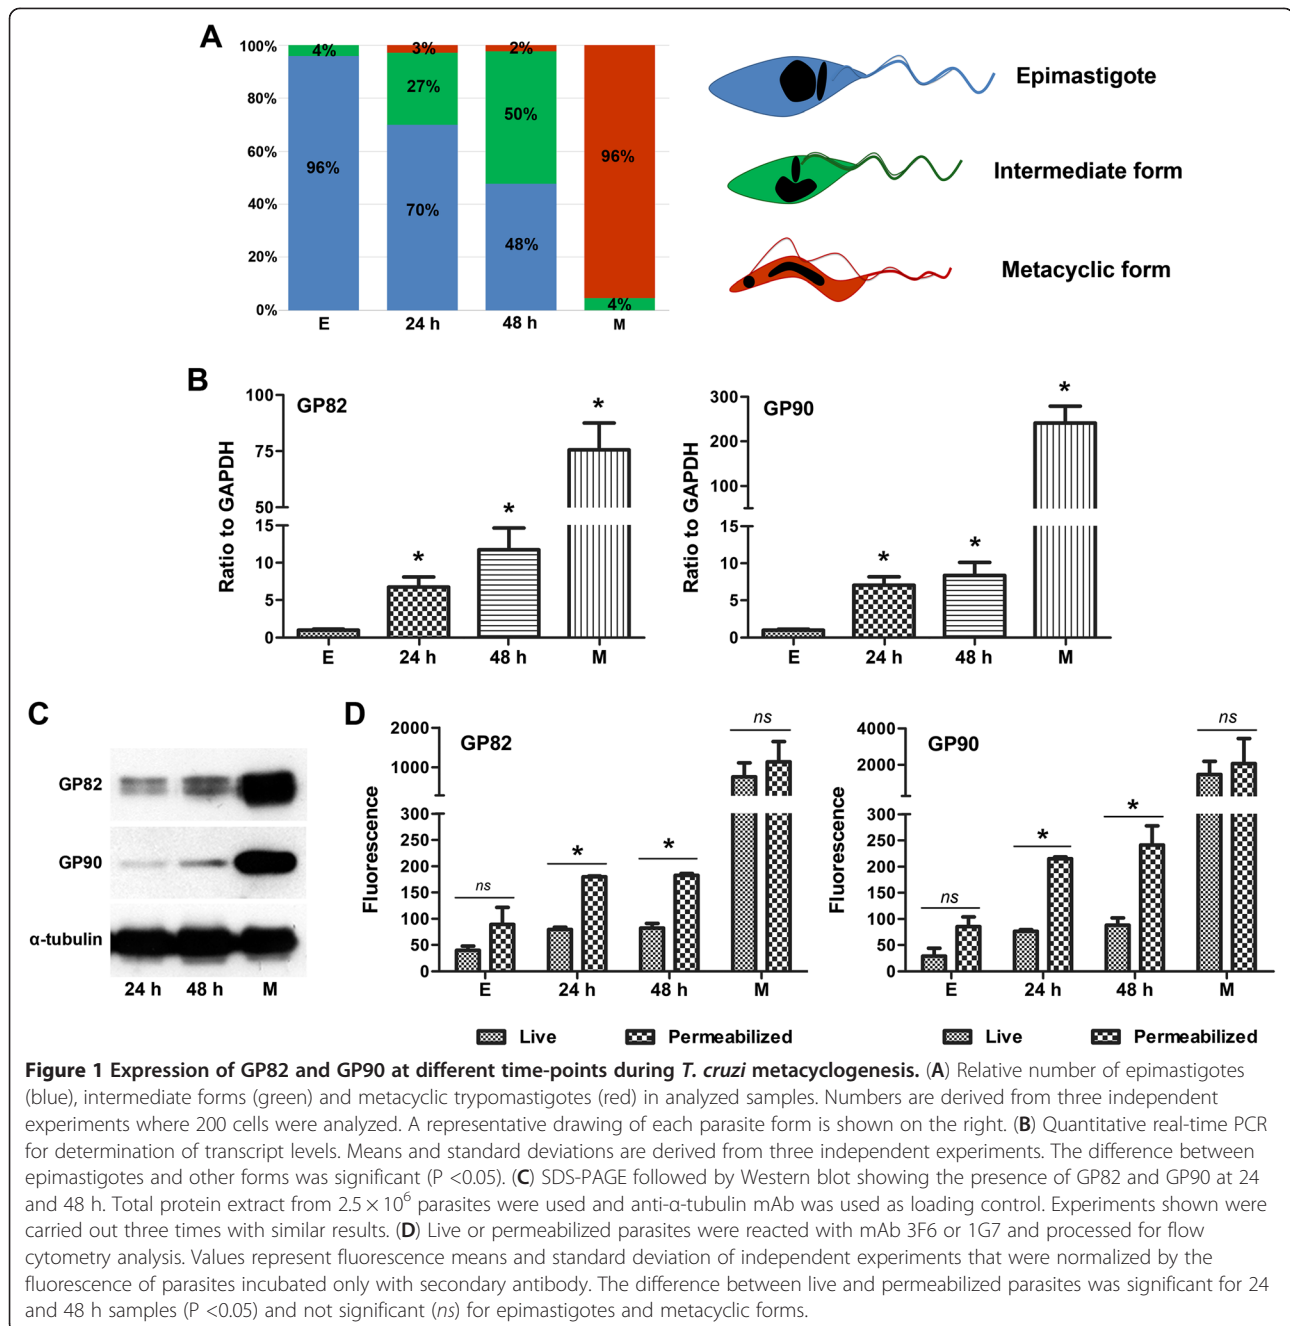 A
100%
80%
60%
40%
20%
0%
4%
96%
3%
27%
70%
2%
50%
48%
96%
4%
E
24 h
48 h
M
Epimastigote
Intermediate form
Metacyclic form
B
GP82
Ratio to GAPDH
100
75
50
15
10
5
0
*
*
*
E
24 h
48 h
M
GP90
Ratio to GAPDH
300
200
100
15
10
5
0
*
*
*
E
24 h
48 h
M
C
GP82
GP90
α-tubulin
24 h
48 h
M
D
GP82
Fluorescence
2000
1000
300
250
200
150
100
50
0
ns
*
*
ns
E
24 h
48 h
M
Live
Permeabilized
GP90
Fluorescence
4000
2000
300
250
200
150
100
50
0
ns
*
*
ns
E
24 h
48 h
M
Live
Permeabilized
Figure 1 Expression of GP82 and GP90 at different time-points during T. cruzi metacyclogenesis. (A) Relative number of epimastigotes
(blue), intermediate forms (green) and metacyclic trypomastigotes (red) in analyzed samples. Numbers are derived from three independent
experiments where 200 cells were analyzed. A representative drawing of each parasite form is shown on the right. (B) Quantitative real-time PCR
for determination of transcript levels. Means and standard deviations are derived from three independent experiments. The difference between
epimastigotes and other forms was significant (P <0.05). (C) SDS-PAGE followed by Western blot showing the presence of GP82 and GP90 at 24
and 48 h. Total protein extract from 2.5 × 10⁶ parasites were used and anti-α-tubulin mAb was used as loading control. Experiments shown were
carried out three times with similar results. (D) Live or permeabilized parasites were reacted with mAb 3F6 or 1G7 and processed for flow
cytometry analysis. Values represent fluorescence means and standard deviation of independent experiments that were normalized by the
fluorescence of parasites incubated only with secondary antibody. The difference between live and permeabilized parasites was significant for 24
and 48 h samples (P <0.05) and not significant (ns) for epimastigotes and metacyclic forms.